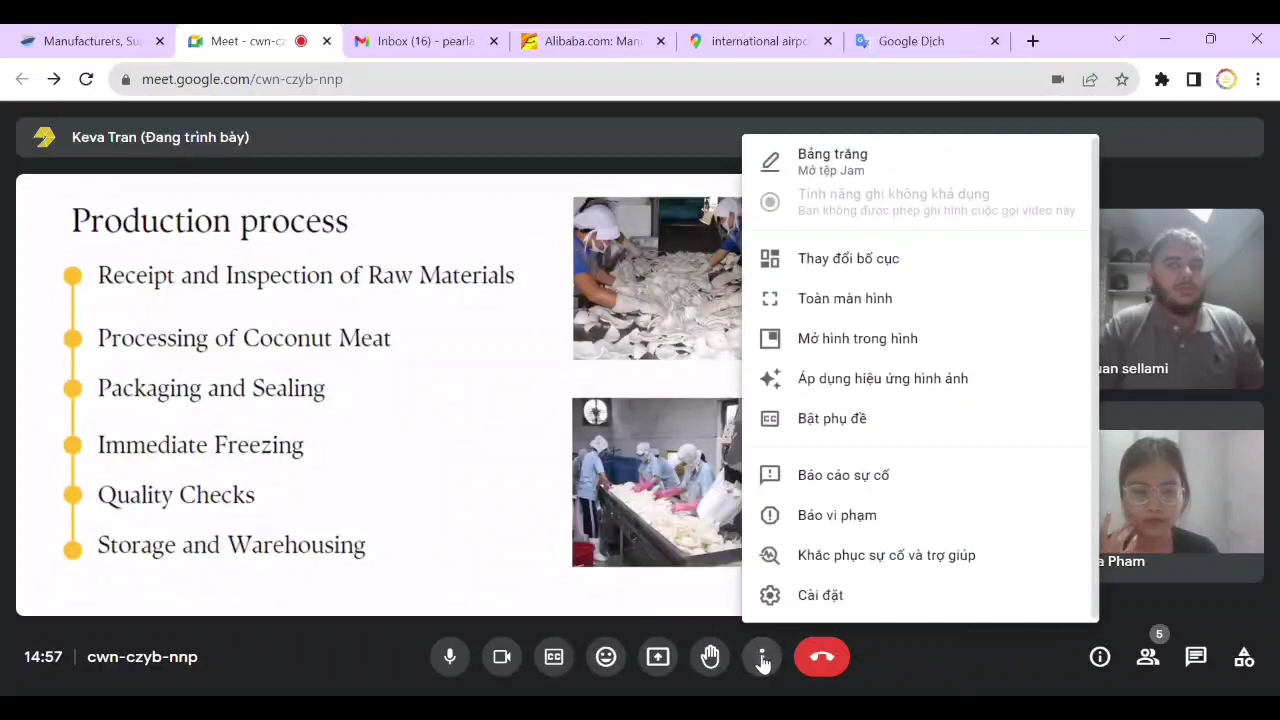 Manufacturers, Su
Meet - cwn-cz
Inbox (16) - pearla
Alibaba.com: Man
international airpo
Google Dịch
meet.google.com/cwn-czyb-nnp
Keva Tran (Đang trình bày)
Production process
Receipt and Inspection of Raw Materials
Processing of Coconut Meat
Packaging and Sealing
Immediate Freezing
Quality Checks
Storage and Warehousing
Bảng trắng
Mở tệp Jam
Tính năng ghi không khả dụng
Bạn không được phép ghi hình cuộc gọi video này
Thay đổi bố cục
Toàn màn hình
Mở hình trong hình
Áp dụng hiệu ứng hình ảnh
Bật phụ đề
Báo cáo sự cố
Báo vi phạm
Khắc phục sự cố và trợ giúp
Cài đặt
uan sellami
a Pham
14:57
cwn-czyb-nnp
5